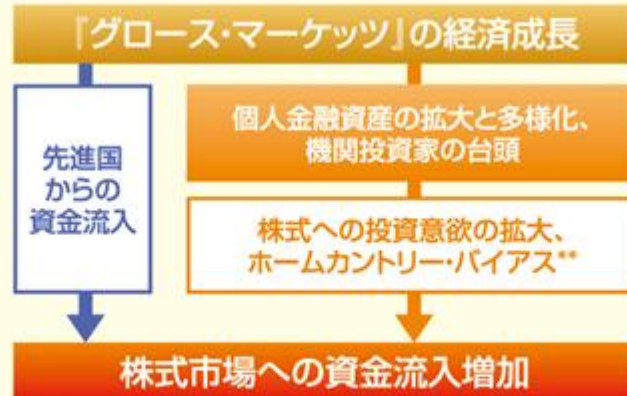 『グロース・マーケッツ』の経済成長
先進国
からの
資金流入
個人金融資産の拡大と多様化、
機関投資家の台頭
株式への投資意欲の拡大、
ホームカントリー・バイアス**
株式市場への資金流入増加